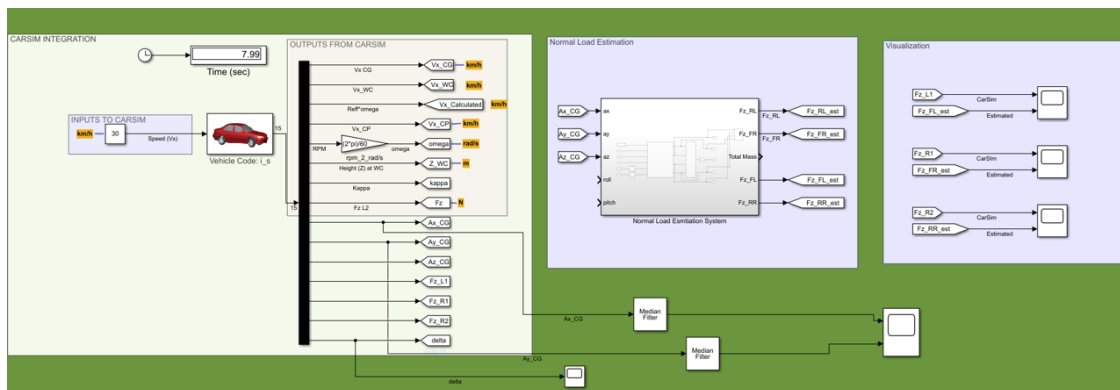 CARSIM INTEGRATION
7.99
Time (sec)
INPUTS TO CARSIM
km/h
30
Speed (Vx)
15
Vehicle Code: i_s
15
OUTPUTS FROM CARSIM
Vx CG
Vx_CG
km/h
Vx_WC
Vx_WC
km/h
Reff*omega
Vx_Calculated
km/h
Vx_CP
Vx_CP
km/h
RPM
(2*pi)/60
rpm_2_rad/s
omega
omega
rad/s
Height (Z) at WC
Z_WC
m
Kappa
kappa
Fz L2
Fz
N
Ax_CG
Ay_CG
Az_CG
Fz_L1
Fz_R1
Fz_R2
delta
Ax_CG
Ay_CG
delta
Median
Filter
Median
Filter
Normal Load Estimation
Ax_CG
Ay_CG
Az_CG
ax
ay
az
roll
pitch
Fz_RL
Fz_FR
Total Mass
Fz_FL
Fz_RR
Fz_RL
Fz_FR
Fz_RL_est
Fz_FR_est
Fz_FL_est
Fz_RR_est
Normal Load Esmtiation System
Visualization
Fz_L1
CarSim
Fz_FL_est
Estimated
Fz_R1
CarSim
Fz_FR_est
Estimated
Fz_R2
CarSim
Fz_RR_est
Estimated